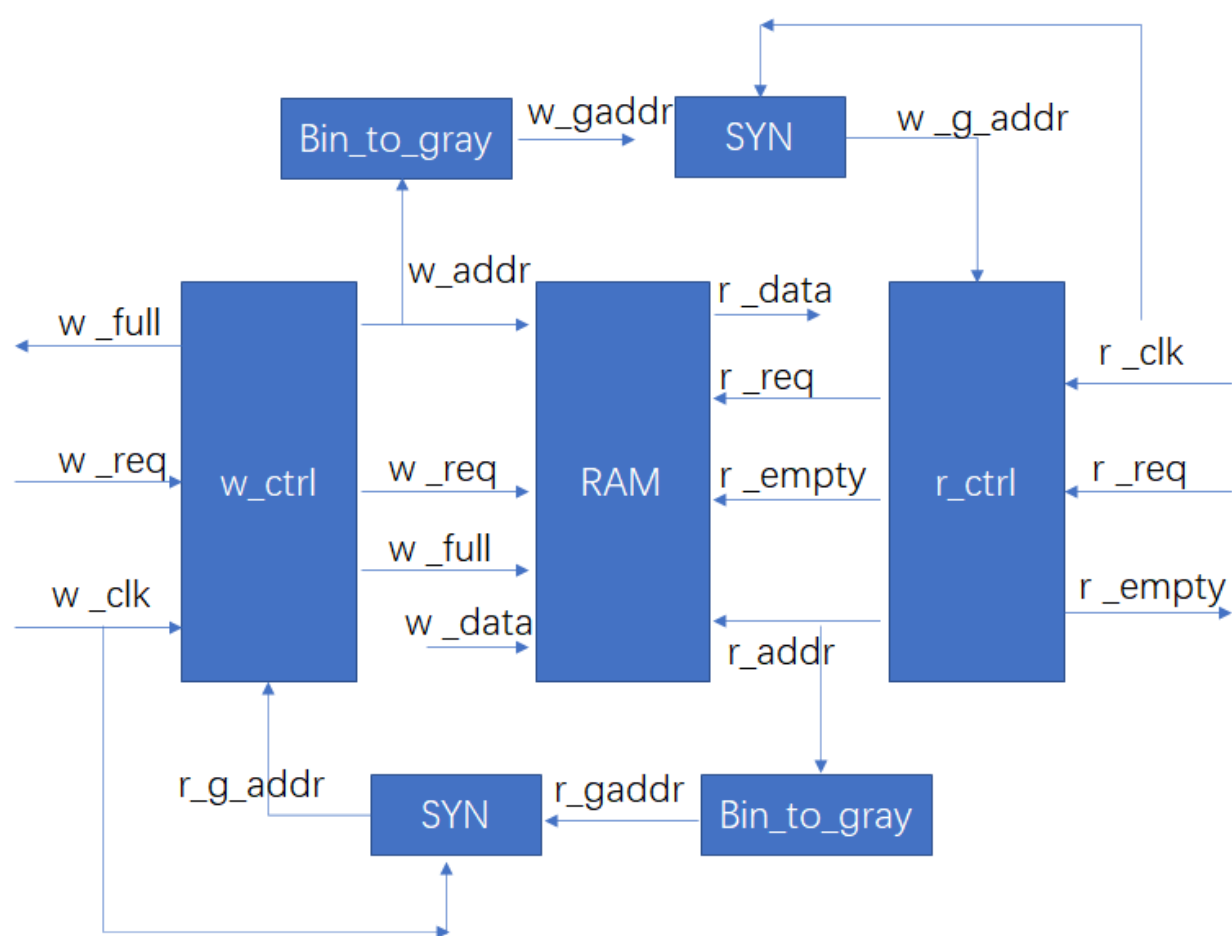 w_gaddr
w _g_addr
Bin_to_gray
SYN
w_addr
r _data
w _full
r _clk
r _req
w _req
w _req
r _empty
r _req
w_ctrl
RAM
r_ctrl
w _full
w _clk
r _empty
w _data
r_addr
r_g_addr
r_gaddr
SYN
Bin_to_gray